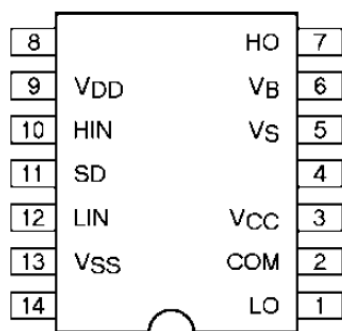 8 HO 7
9 VDD VB 6
10 HIN VS 5
11 SD 4
12 LIN VCC 3
13 VSS COM 2
14 LO 1